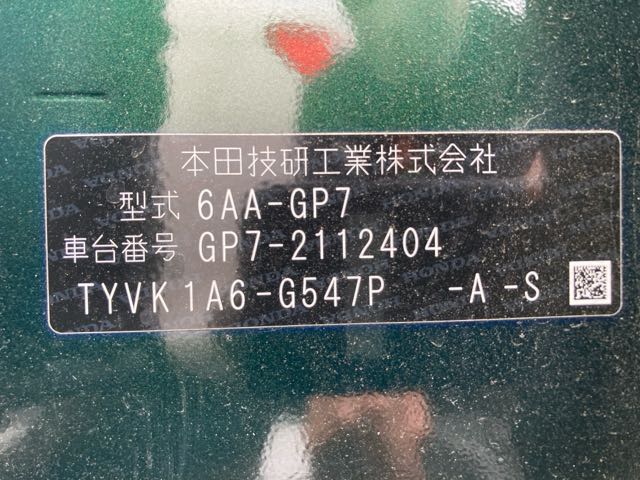 本田技研工業株式会社
型式 6AA-GP7
車台番号 GP7-2112404
TYVK1A6-G547P -A-S